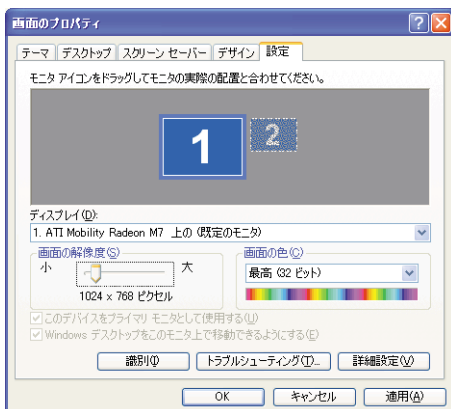 画面のプロパティ
テーマ デスクトップ スクリーン セーバー デザイン 設定
モニタ アイコンをドラッグしてモニタの実際の配置と合わせてください。
1 2
ディスプレイ(D):
1. ATI Mobility Radeon M7 上の (既定のモニタ)
画面の解像度(S) 画面の色(C)
小 大 最高 (32 ビット)
1024 x 768 ピクセル
このデバイスをプライマリ モニタとして使用する(U)
Windows デスクトップをこのモニタ上で移動できるようにする(E)
識別(I) トラブルシューティング(T)... 詳細設定(V)
OK キャンセル 適用(A)